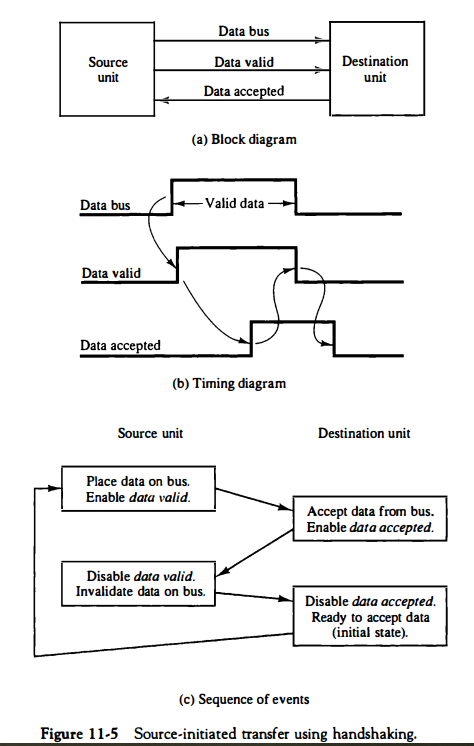 Data bus
Source
unit
Data valid
Destination
unit
Data accepted
(a) Block diagram
Data bus
Valid data
Data valid
Data accepted
(b) Timing diagram
Source unit
Destination unit
Place data on bus.
Enable data valid.
Accept data from bus.
Enable data accepted.
Disable data valid.
Invalidate data on bus.
Disable data accepted.
Ready to accept data
(initial state).
(c) Sequence of events
Figure 11-5 Source-initiated transfer using handshaking.